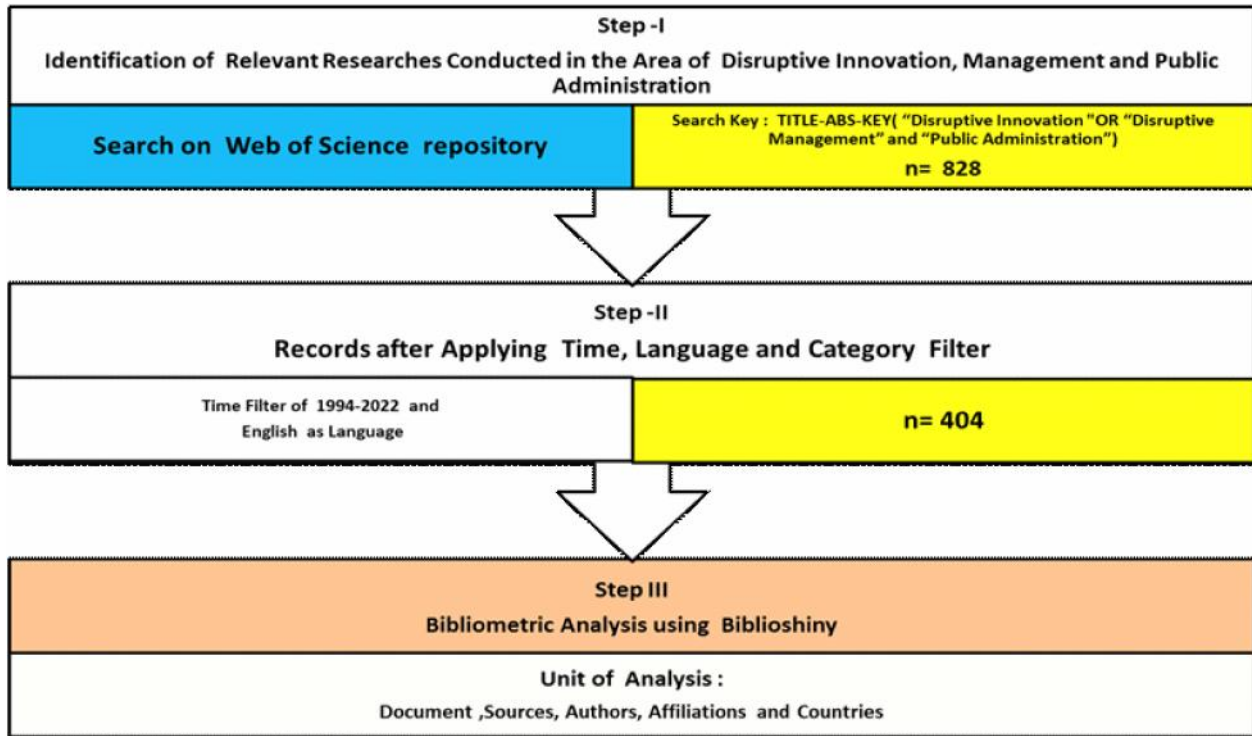 Step -I
Identification of Relevant Researches Conducted in the Area of Disruptive Innovation, Management and Public
Administration
Search on Web of Science repository
Search Key : TITLE-ABS-KEY( “Disruptive Innovation "OR “Disruptive
Management” and “Public Administration”)
n= 828
Step -II
Records after Applying Time, Language and Category Filter
Time Filter of 1994-2022 and
English as Language
n= 404
Step III
Bibliometric Analysis using Biblioshiny
Unit of Analysis :
Document ,Sources, Authors, Affiliations and Countries